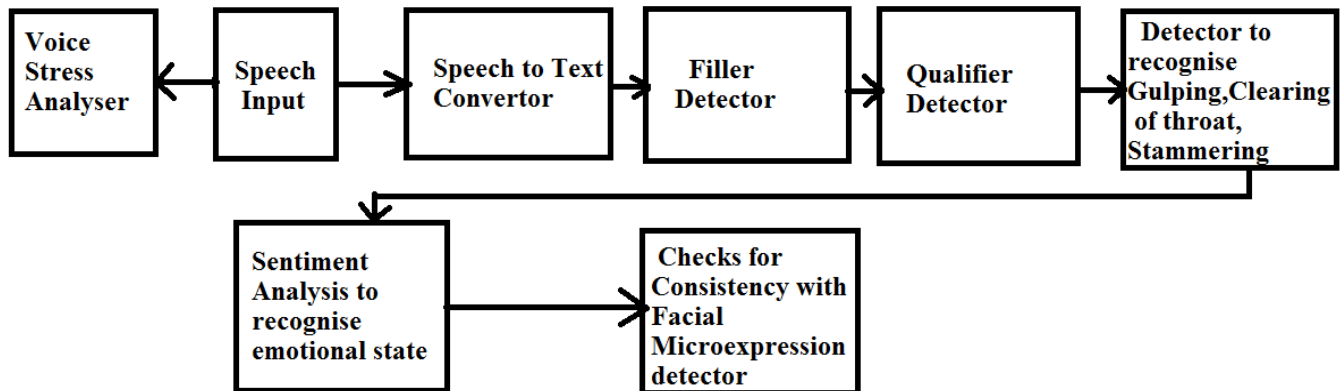 Voice
Stress
Analyser
Speech
Input
Speech to Text
Convertor
Filler
Detector
Qualifier
Detector
Detector to
recognise
Gulping,Clearing
of throat,
Stammering
Sentiment
Analysis to
recognise
emotional state
Checks for
Consistency with
Facial
Microexpression
detector